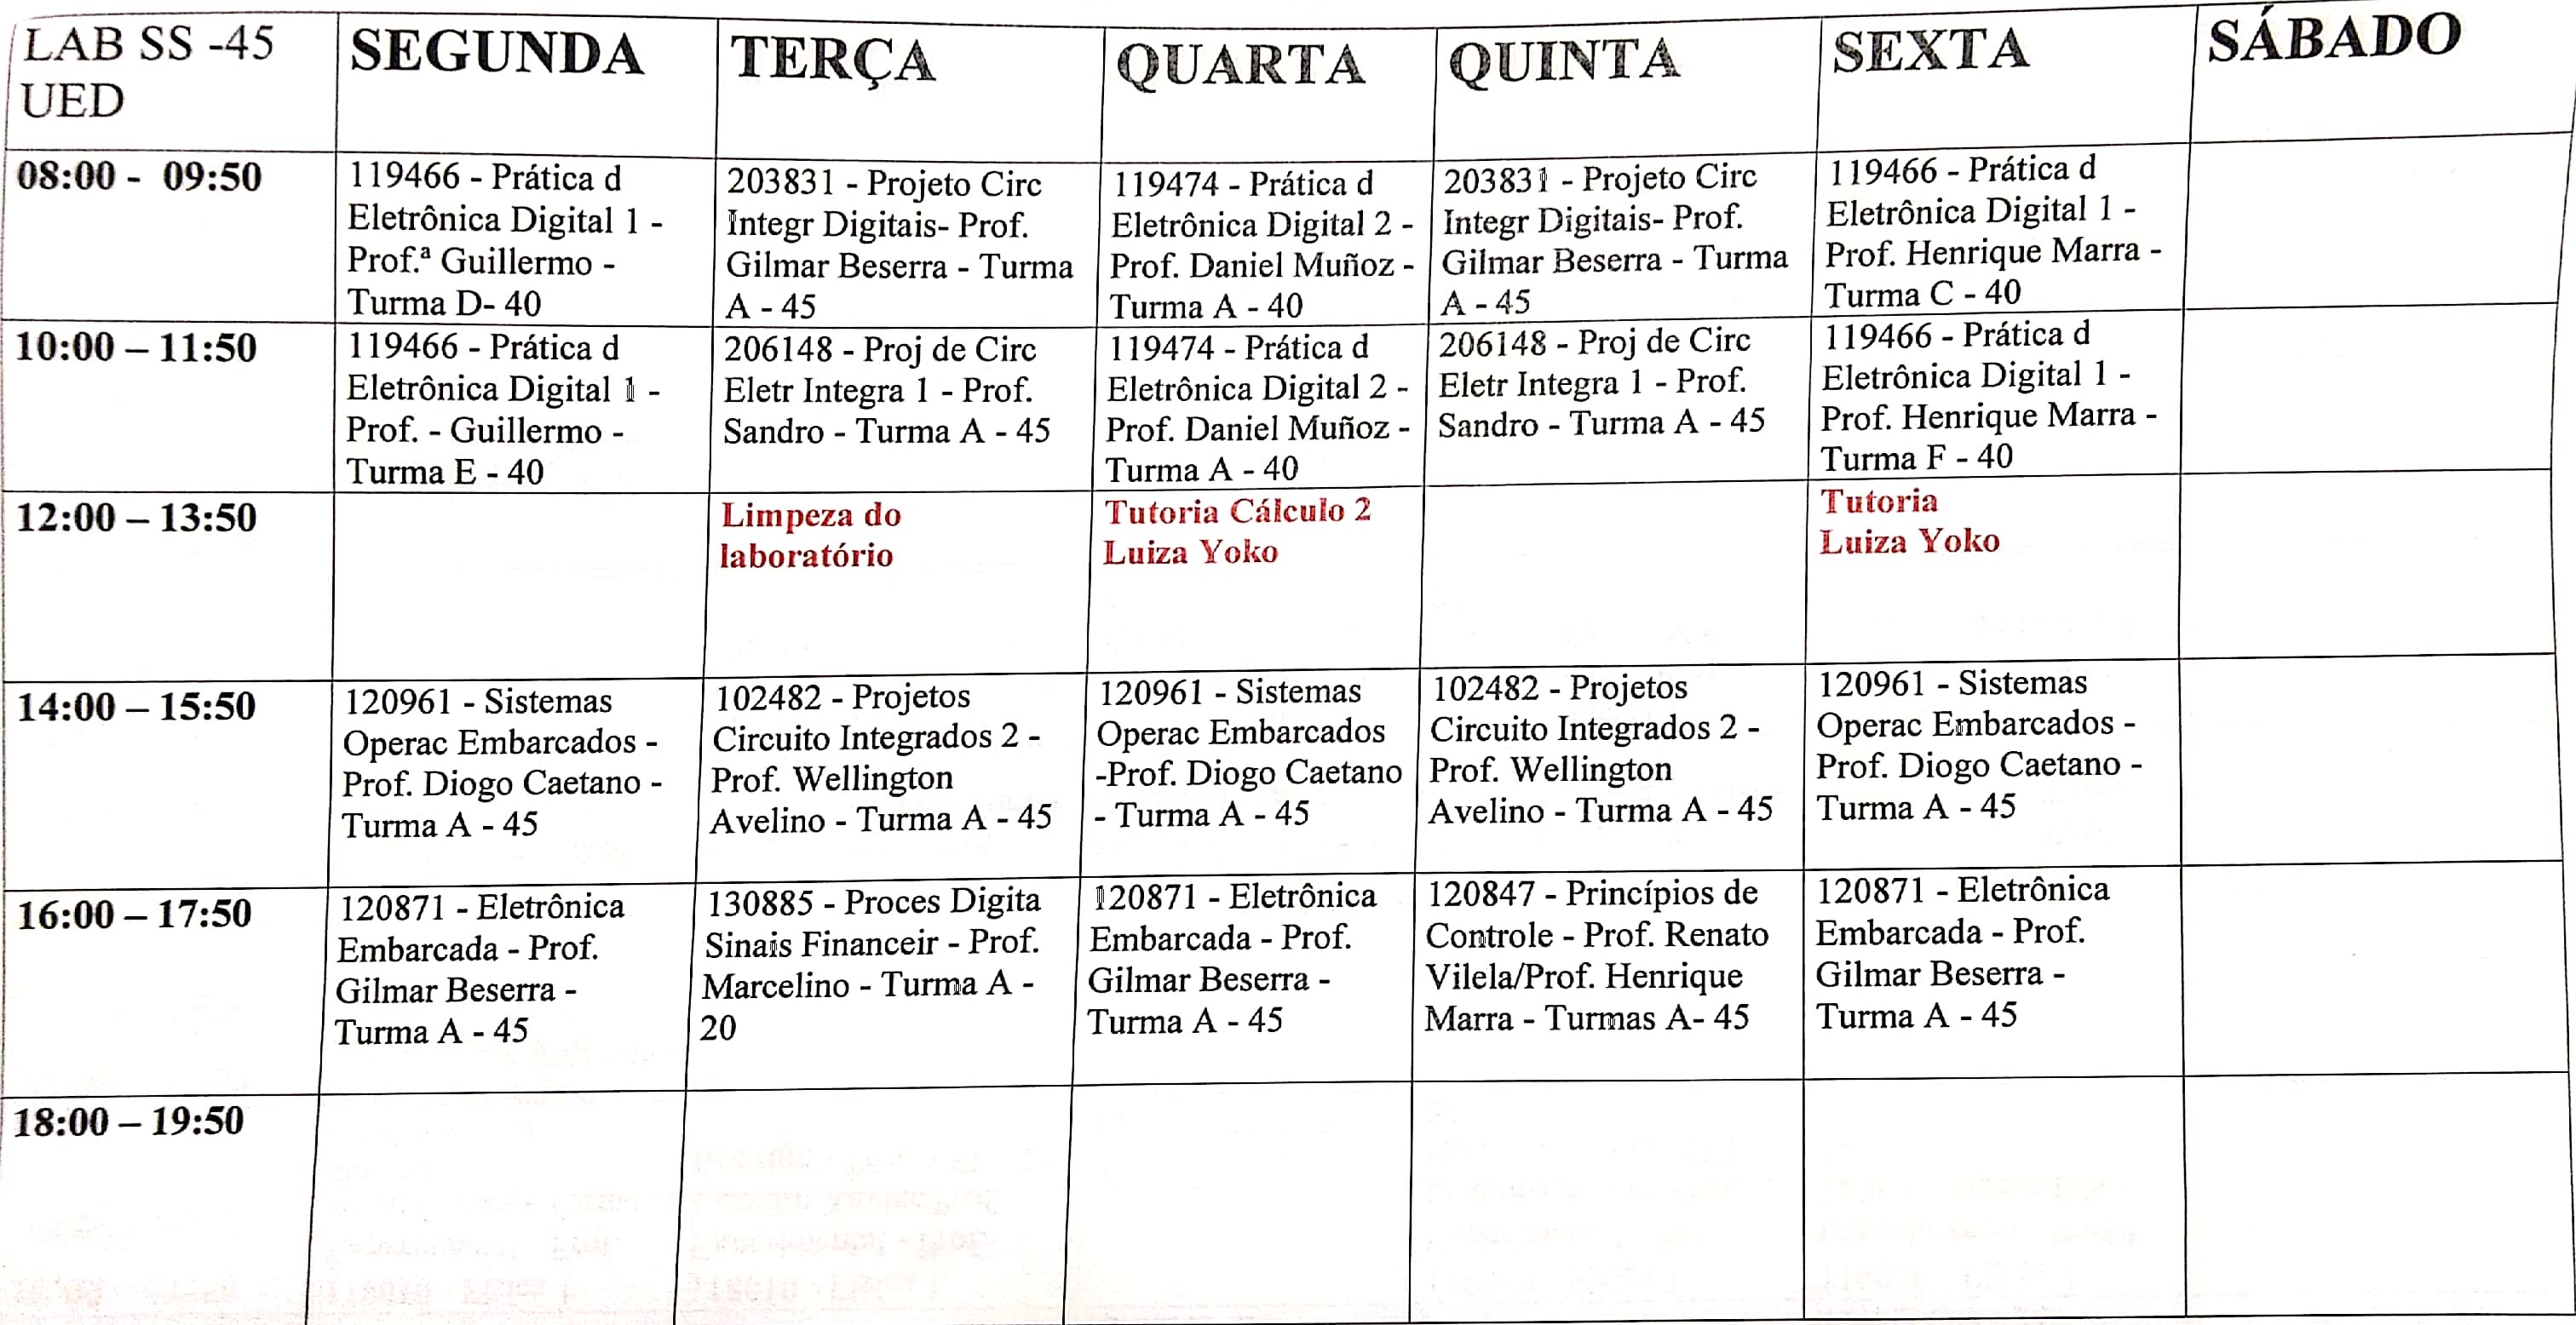 LAB SS -45
UED
SEGUNDA
TERÇA
QUARTA
QUINTA
SEXTA
SÁBADO
08:00 - 09:50
119466 - Prática d
Eletrônica Digital 1 -
Prof.ª Guillermo -
Turma D- 40
203831 - Projeto Circ
Integr Digitais- Prof.
Gilmar Beserra - Turma
A - 45
119474 - Prática d
Eletrônica Digital 2 -
Prof. Daniel Muñoz -
Turma A - 40
203831 - Projeto Circ
Integr Digitais- Prof.
Gilmar Beserra - Turma
A - 45
119466 - Prática d
Eletrônica Digital 1 -
Prof. Henrique Marra -
Turma C - 40
10:00 – 11:50
119466 - Prática d
Eletrônica Digital 1 -
Prof. - Guillermo -
Turma E - 40
206148 - Proj de Circ
Eletr Integra 1 - Prof.
Sandro - Turma A - 45
119474 - Prática d
Eletrônica Digital 2 -
Prof. Daniel Muñoz -
Turma A - 40
206148 - Proj de Circ
Eletr Integra 1 - Prof.
Sandro - Turma A - 45
119466 - Prática d
Eletrônica Digital 1 -
Prof. Henrique Marra -
Turma F - 40
12:00 – 13:50
Limpeza do
laboratório
Tutoria Cálculo 2
Luiza Yoko
Tutoria
Luiza Yoko
14:00 – 15:50
120961 - Sistemas
Operac Embarcados -
Prof. Diogo Caetano -
Turma A - 45
102482 - Projetos
Circuito Integrados 2 -
Prof. Wellington
Avelino - Turma A - 45
120961 - Sistemas
Operac Embarcados
-Prof. Diogo Caetano
- Turma A - 45
102482 - Projetos
Circuito Integrados 2 -
Prof. Wellington
Avelino - Turma A - 45
120961 - Sistemas
Operac Embarcados -
Prof. Diogo Caetano -
Turma A - 45
16:00 – 17:50
120871 - Eletrônica
Embarcada - Prof.
Gilmar Beserra -
Turma A - 45
130885 - Proces Digita
Sinais Financeir - Prof.
Marcelino - Turma A -
20
120871 - Eletrônica
Embarcada - Prof.
Gilmar Beserra -
Turma A - 45
120847 - Princípios de
Controle - Prof. Renato
Vilela/Prof. Henrique
Marra - Turmas A- 45
120871 - Eletrônica
Embarcada - Prof.
Gilmar Beserra -
Turma A - 45
18:00 – 19:50